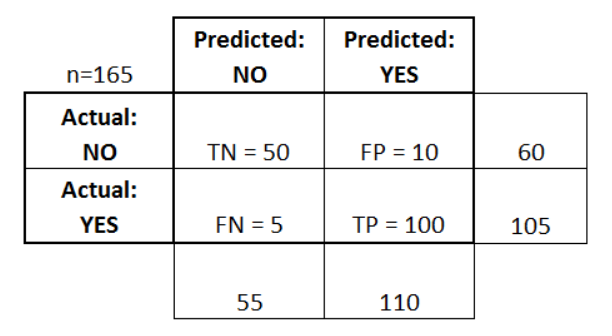 Predicted: Predicted:
n=165 NO YES
Actual:
NO TN = 50 FP = 10 60
Actual:
YES FN = 5 TP = 100 105
55 110